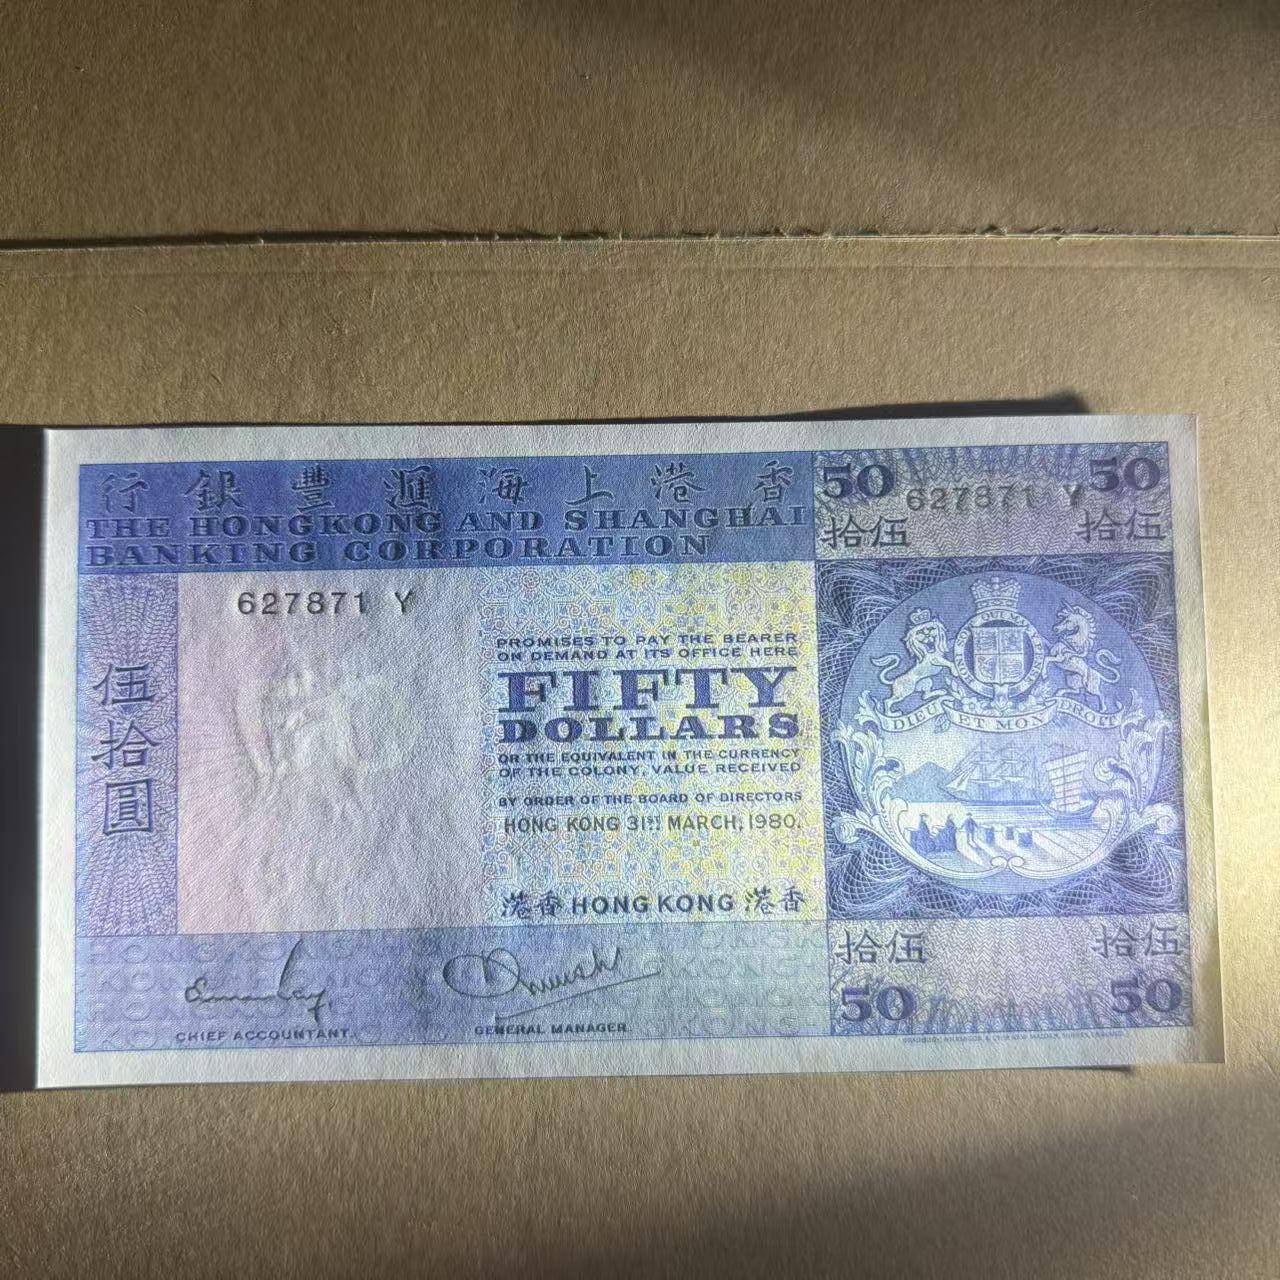 行銀豐滙海上港香
THE HONGKONG AND SHANGHAI
BANKING CORPORATION
50
50
627871 Y
拾伍
拾伍
627871 Y
伍拾圓
PROMISES TO PAY THE BEARER
ON DEMAND AT ITS OFFICE HERE
FIFTY
DOLLARS
OR THE EQUIVALENT IN THE CURRENCY
OF THE COLONY, VALUE RECEIVED
BY ORDER OF THE BOARD OF DIRECTORS
HONG KONG 31ST MARCH, 1980.
港香 HONG KONG 港香
DIEU ET MON DROIT
CHIEF ACCOUNTANT.
GENERAL MANAGER.
拾伍
拾伍
50
50